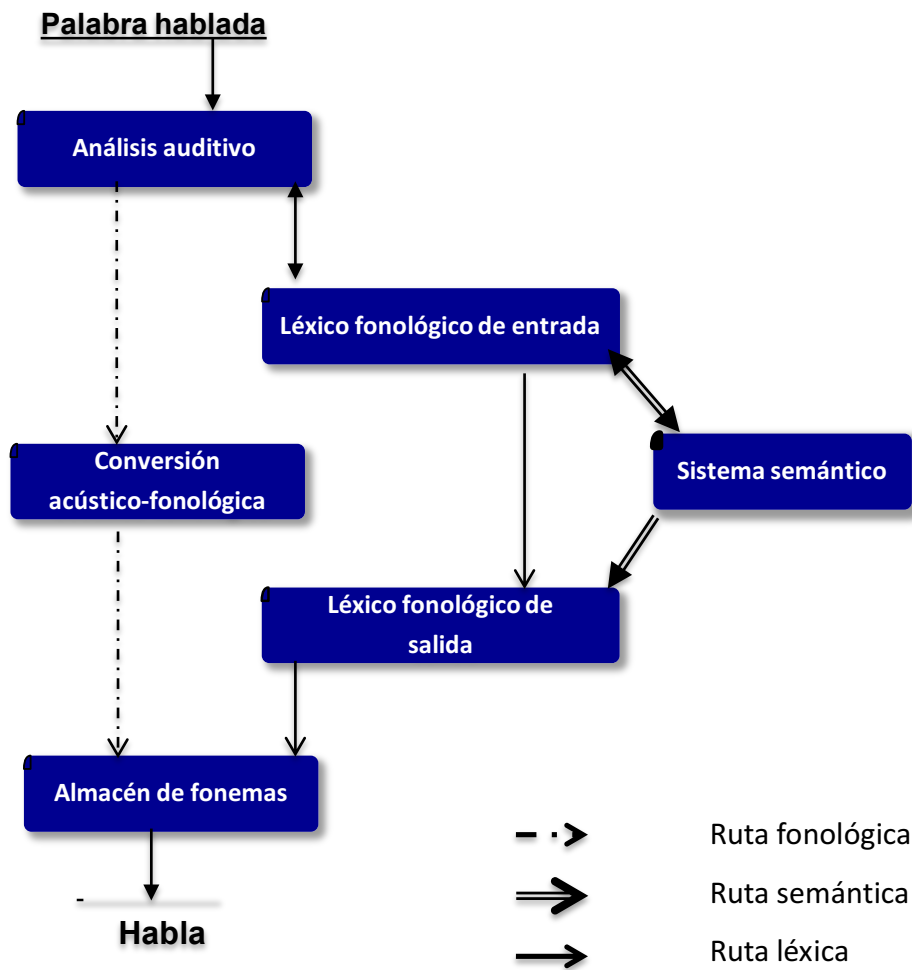 Palabra hablada
Análisis auditivo
Léxico fonológico de entrada
Conversión
acústico-fonológica
Sistema semántico
Léxico fonológico de
salida
Almacén de fonemas
Habla
Ruta fonológica
Ruta semántica
Ruta léxica